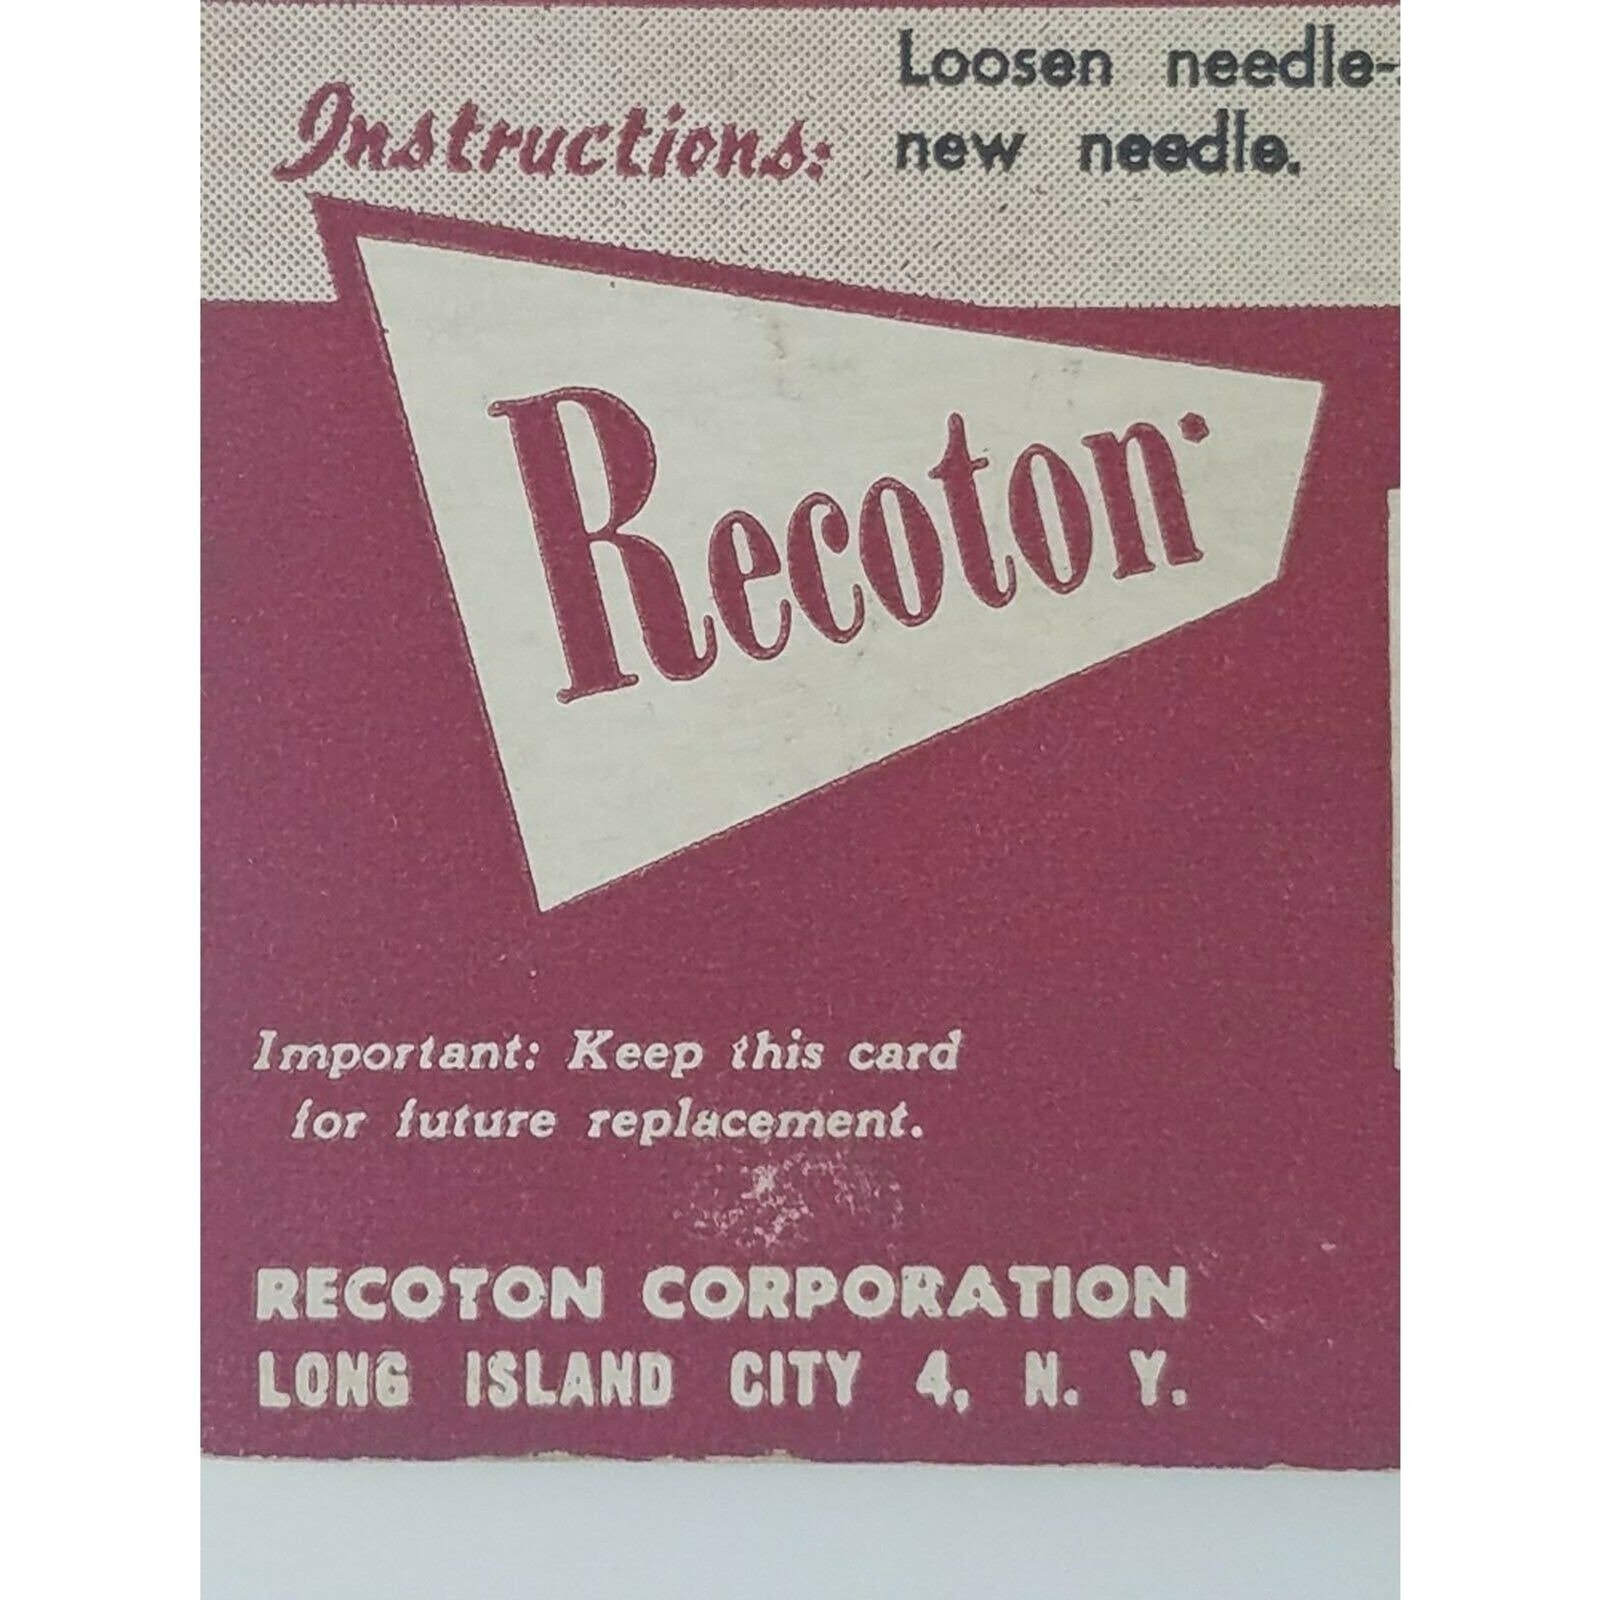 Instructions:
Loosen needle-
new needle.
Recoton
Important: Keep this card
for future replacement.
RECOTON CORPORATION
LONG ISLAND CITY 4, N. Y.